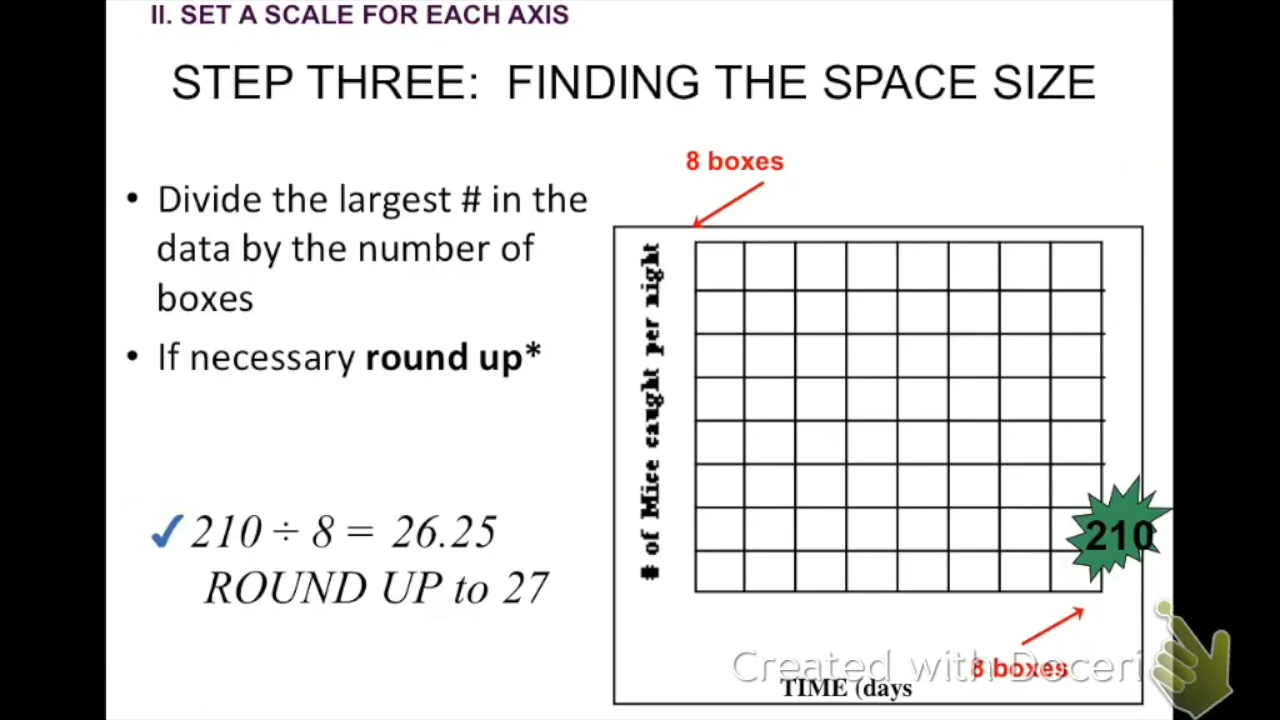 II. SET A SCALE FOR EACH AXIS
STEP THREE: FINDING THE SPACE SIZE
• Divide the largest # in the
data by the number of
boxes
• If necessary round up*
✓210 ÷ 8 = 26.25
ROUND UP to 27
8 boxes
# of Mice caught per night
210
8 boxes
Created with Doceri
TIME (days